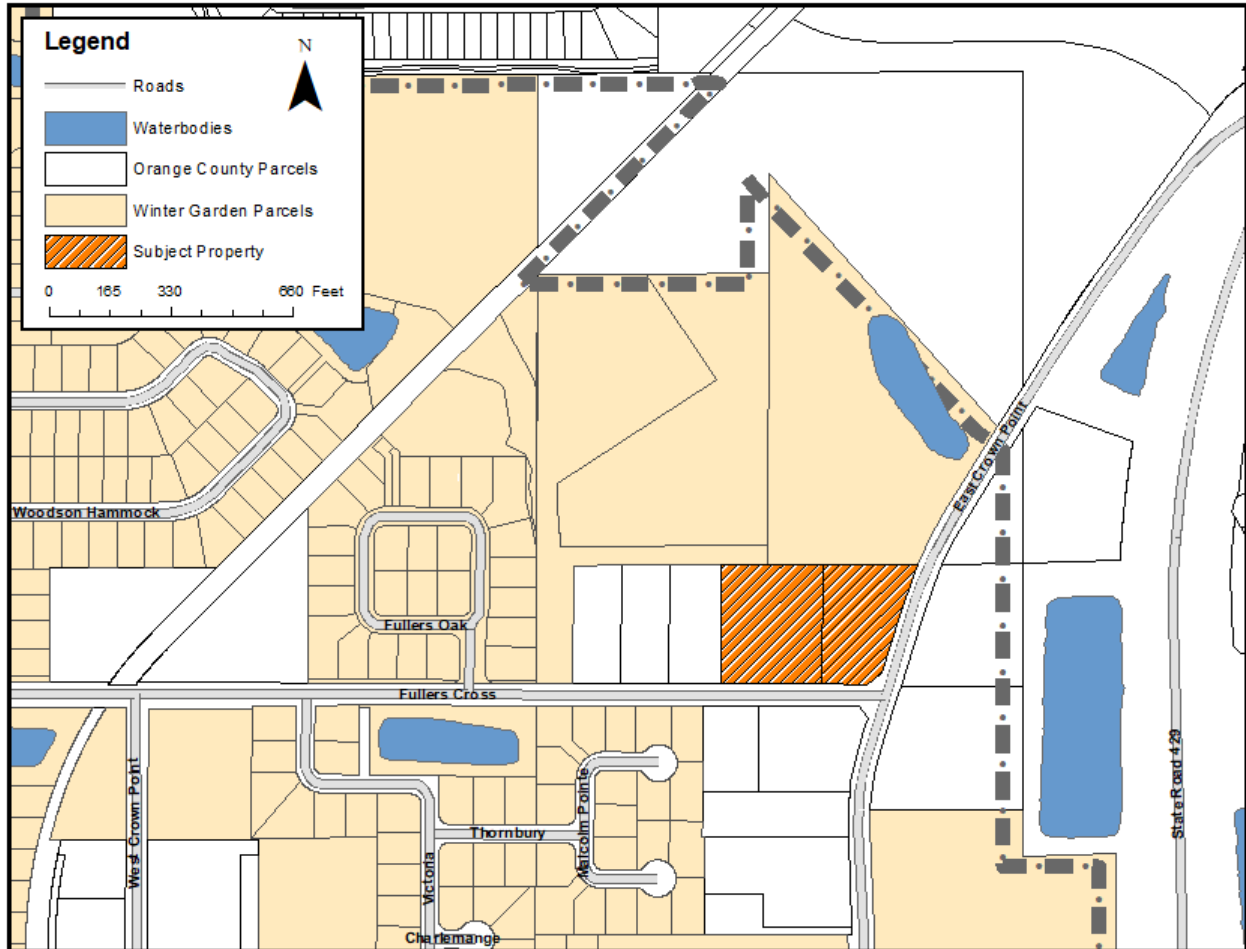 Legend
N
Roads
Waterbodies
Orange County Parcels
Winter Garden Parcels
Subject Property
0 165 330 660 Feet
East Crown Point
Woodson Hammock
Fullers Oak
Fullers Cross
West Crown Point
State Road 429
Malcolm Pointe
Thornbury
Victoria
Charlemange